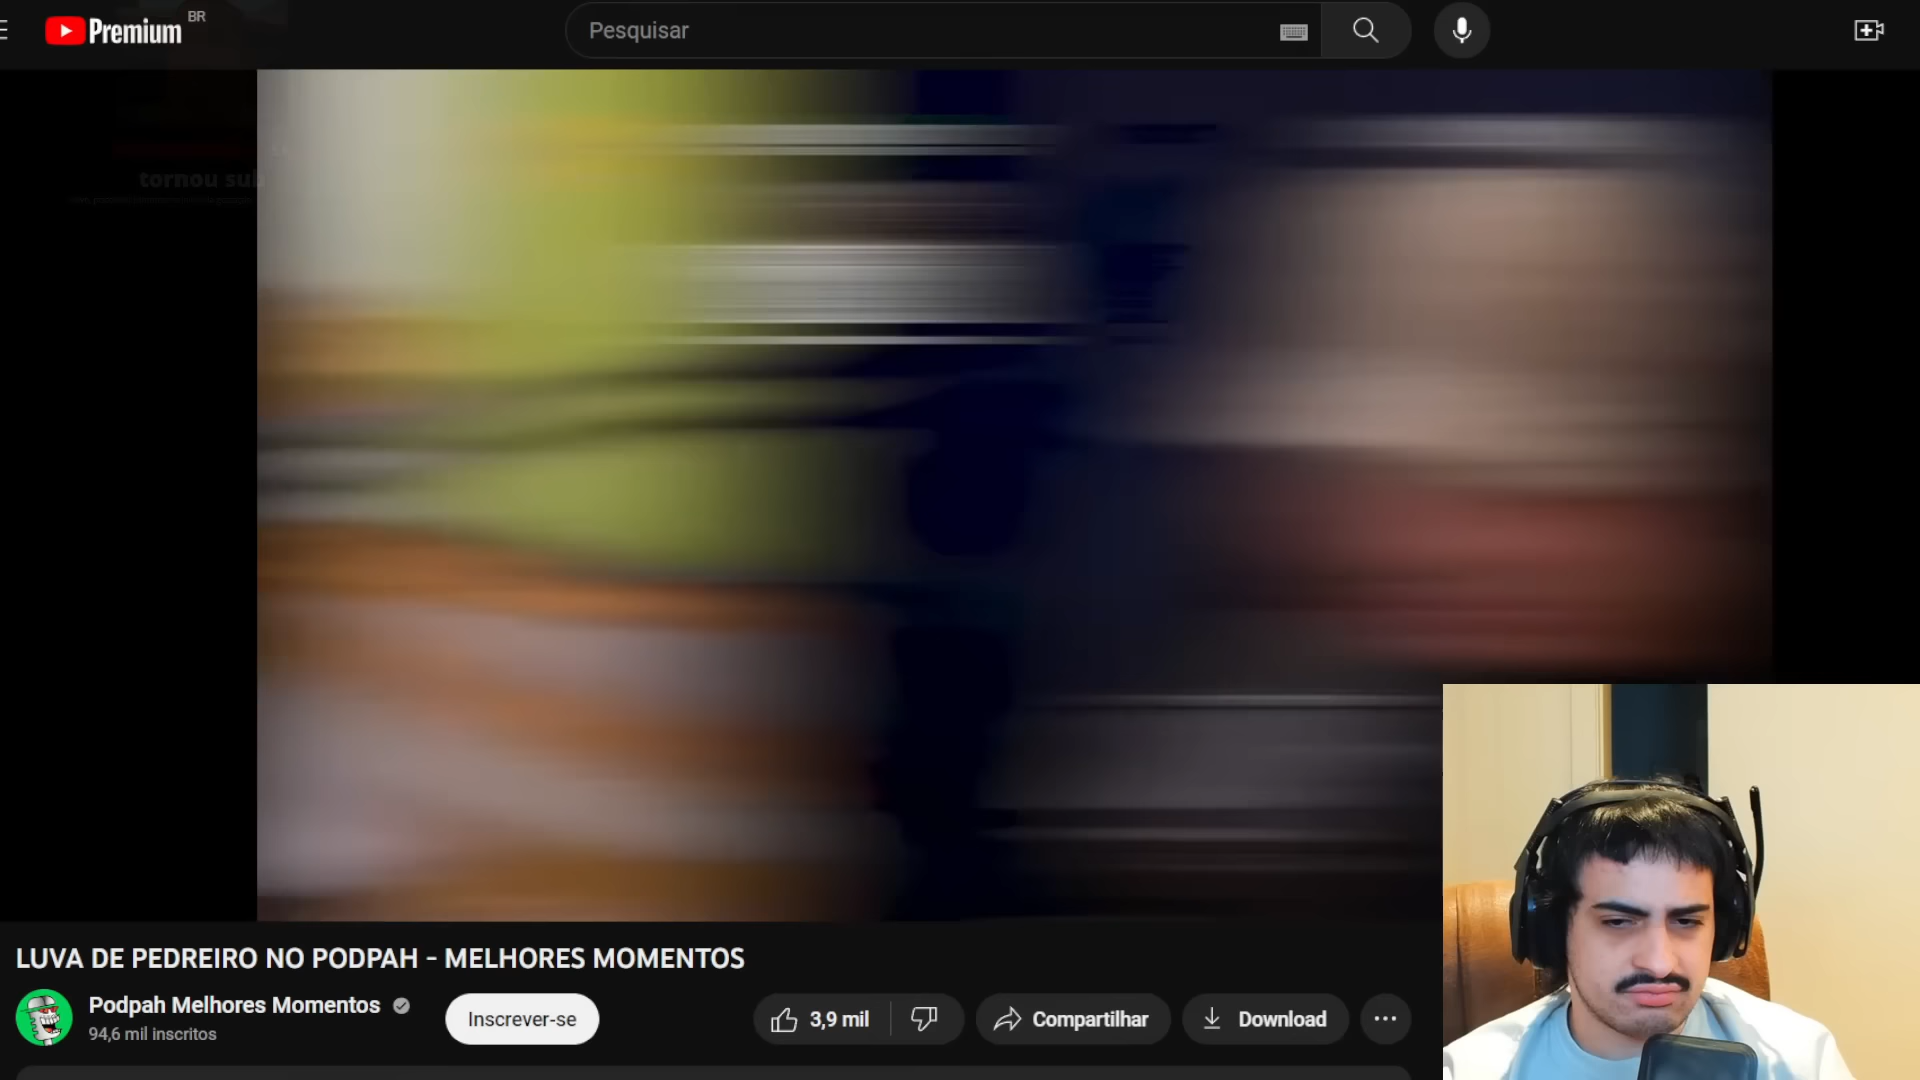 Premium BR
Pesquisar
tornou sub
LUVA DE PEDREIRO NO PODPAH - MELHORES MOMENTOS
Podpah Melhores Momentos
94,6 mil inscritos
Inscrever-se
3,9 mil
Compartilhar
Download